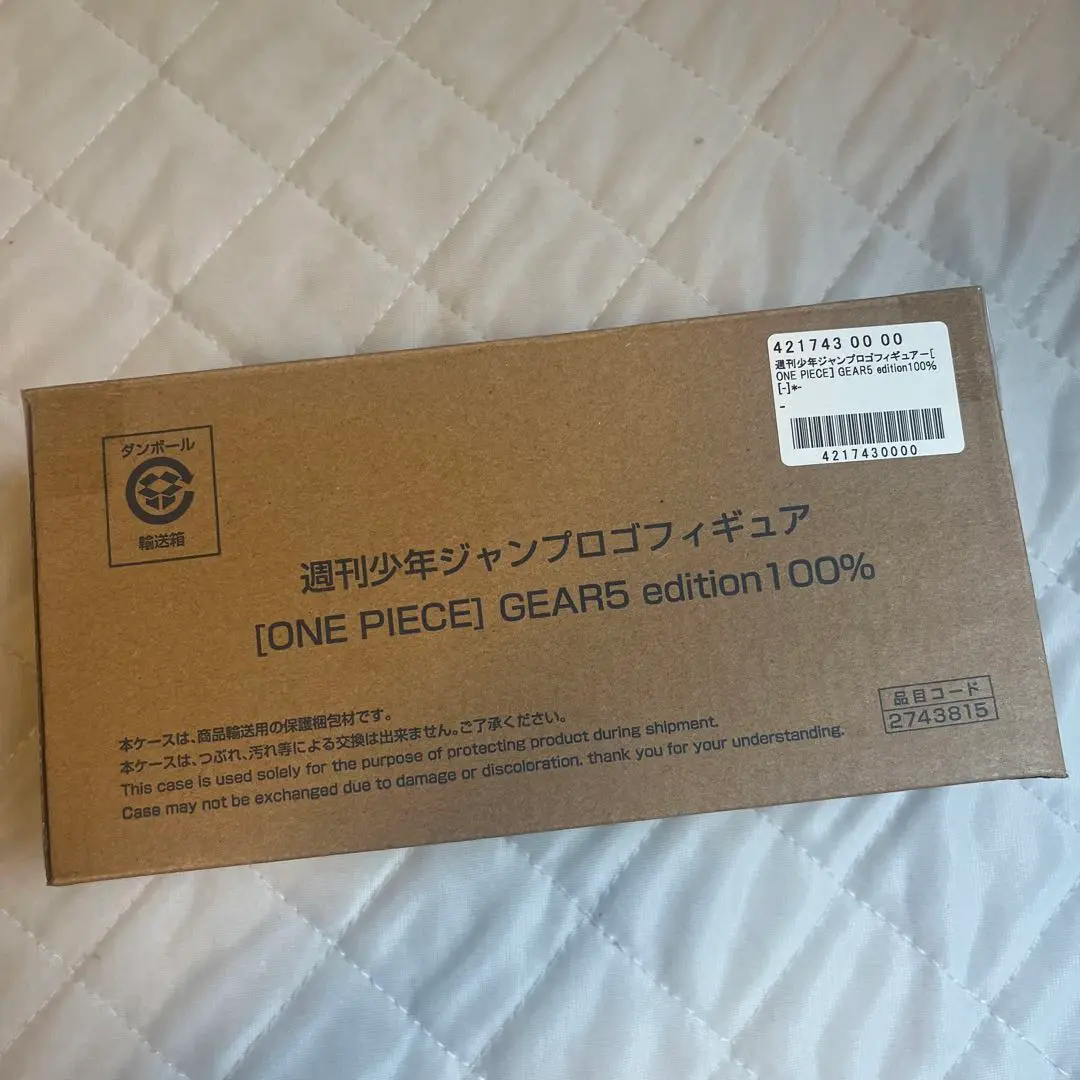 421743 00 00
週刊少年ジャンプロゴフィギュアー[
ONE PIECE] GEAR5 edition100%
[-]*-
-
4217430000
ダンボール
輸送箱
週刊少年ジャンプロゴフィギュア
[ONE PIECE] GEAR5 edition100%
品目コード
2743815
本ケースは、商品輸送用の保護梱包材です。
本ケースは、つぶれ、汚れ等による交換は出来ません。ご了承ください。
This case is used solely for the purpose of protecting product during shipment.
Case may not be exchanged due to damage or discoloration. thank you for your understanding.